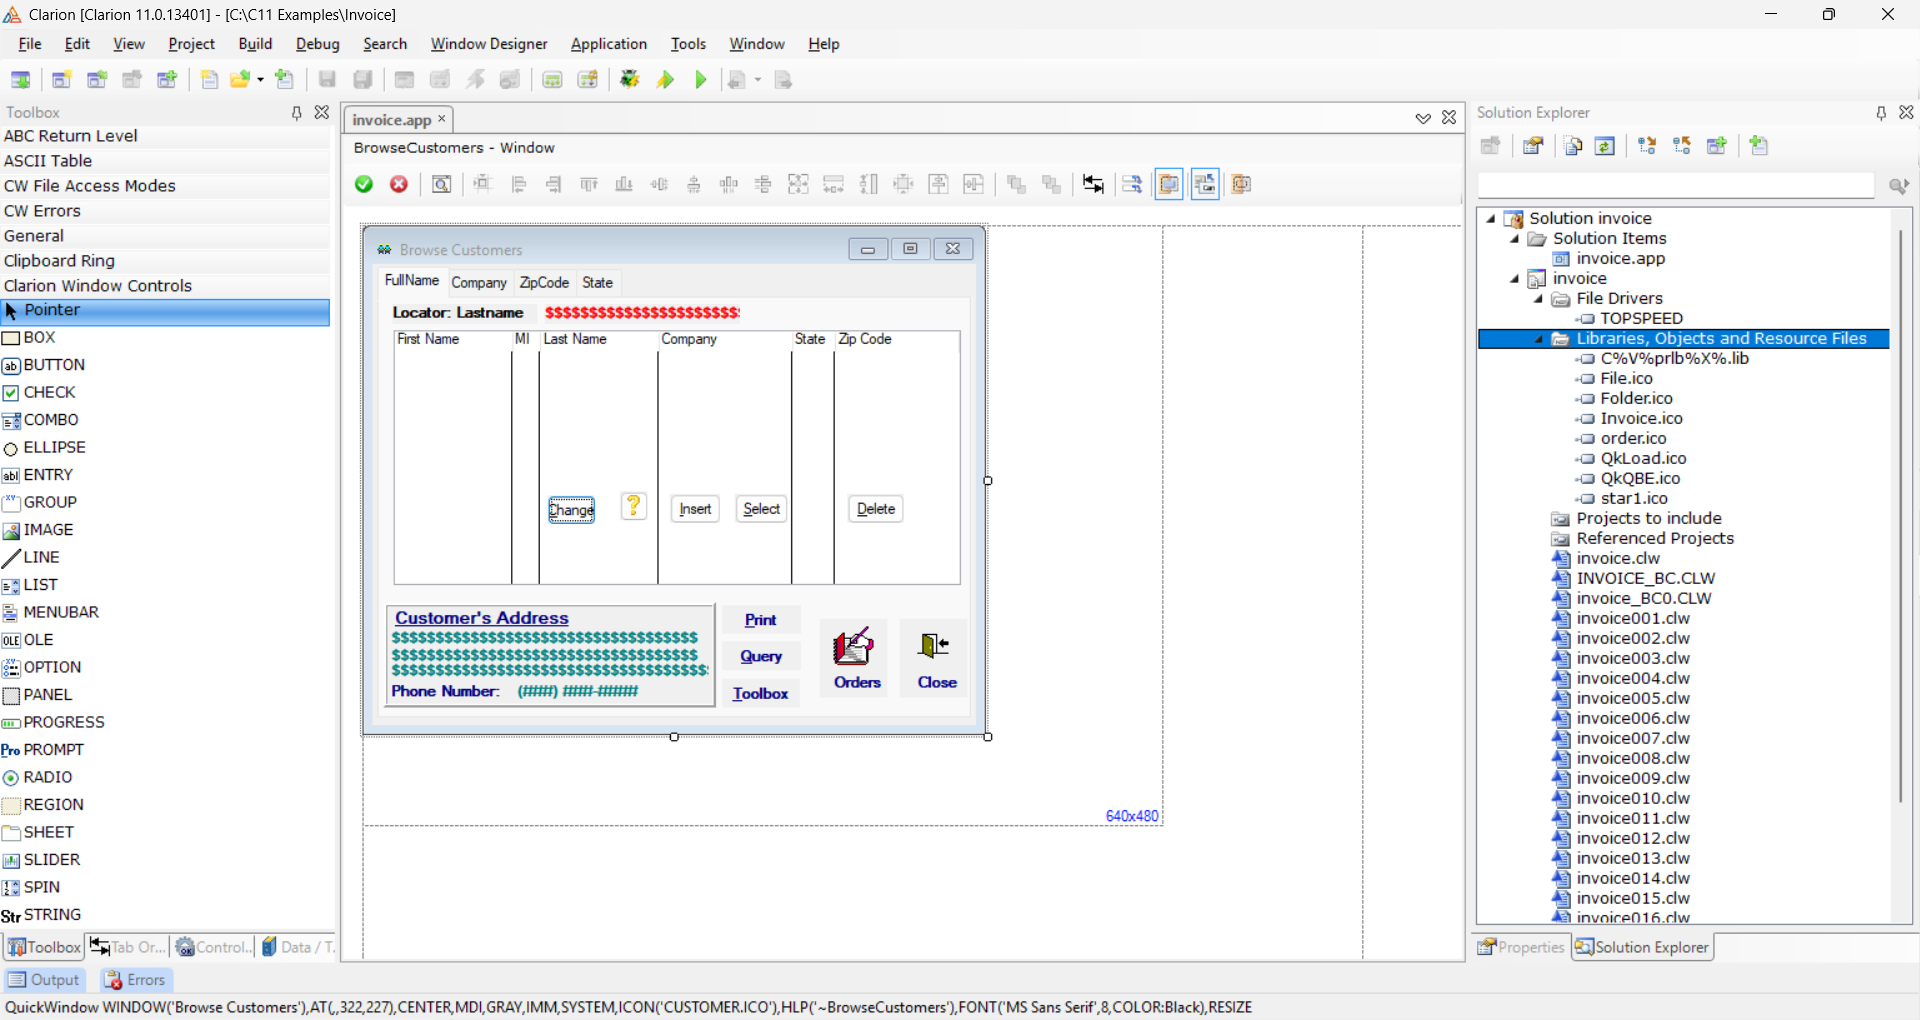 Clarion [Clarion 11.0.13401] - [C:\C11 Examples\Invoice]
File Edit View Project Build Debug Search Window Designer Application Tools Window Help
Toolbox
ABC Return Level
ASCII Table
CW File Access Modes
CW Errors
General
Clipboard Ring
Clarion Window Controls
Pointer
BOX
BUTTON
CHECK
COMBO
ELLIPSE
ENTRY
GROUP
IMAGE
LINE
LIST
MENUBAR
OLE
OPTION
PANEL
PROGRESS
PROMPT
RADIO
REGION
SHEET
SLIDER
SPIN
STRING
Toolbox Tab Or... Control... Data / T...
invoice.app
BrowseCustomers - Window
Browse Customers
FullName Company ZipCode State
Locator: Lastname $$$$$$$$$$$$$$$$$$$$$$
First Name MI Last Name Company State Zip Code
Change ? Insert Select Delete
Customer's Address
$$$$$$$$$$$$$$$$$$$$$$$$$$$$$$$$$$$
$$$$$$$$$$$$$$$$$$$$$$$$$$$$$$$$$$$
$$$$$$$$$$$$$$$$$$$$$$$$$$$$$$$$$$$$
Phone Number: (###) ###-#####
Print
Query
Toolbox
Orders
Close
640x480
Solution Explorer
Solution invoice
Solution Items
invoice.app
invoice
File Drivers
TOPSPEED
Libraries, Objects and Resource Files
C%V%prlb%X%.lib
File.ico
Folder.ico
Invoice.ico
order.ico
QkLoad.ico
QkQBE.ico
star1.ico
Projects to include
Referenced Projects
invoice.clw
INVOICE_BC.CLW
invoice_BC0.CLW
invoice001.clw
invoice002.clw
invoice003.clw
invoice004.clw
invoice005.clw
invoice006.clw
invoice007.clw
invoice008.clw
invoice009.clw
invoice010.clw
invoice011.clw
invoice012.clw
invoice013.clw
invoice014.clw
invoice015.clw
invoice016.clw
Properties Solution Explorer
Output Errors
QuickWindow WINDOW('Browse Customers'),AT(,,322,227),CENTER,MDI,GRAY,IMM,SYSTEM,ICON('CUSTOMER.ICO'),HLP('~BrowseCustomers'),FONT('MS Sans Serif',8,COLOR:Black),RESIZE